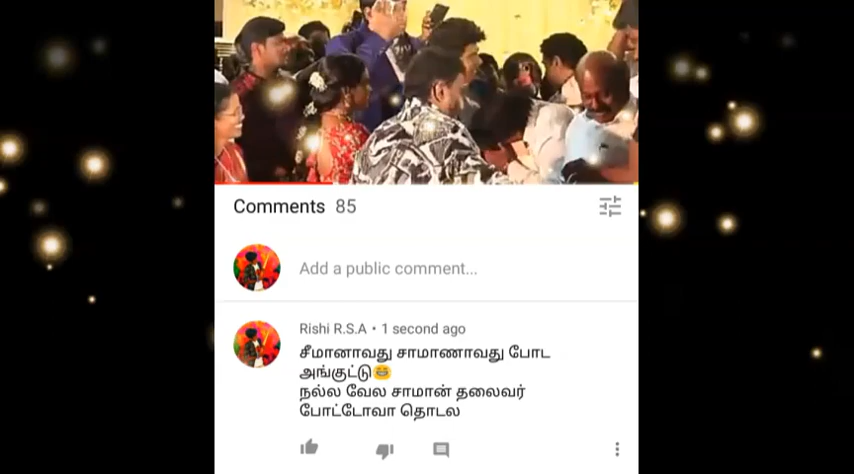 Comments 85
Add a public comment...
Rishi R.S.A • 1 second ago
சீமானாவது சாமாணாவது போட
அங்குட்டு😂
நல்ல வேல சாமான் தலைவர்
போட்டோவா தொடல